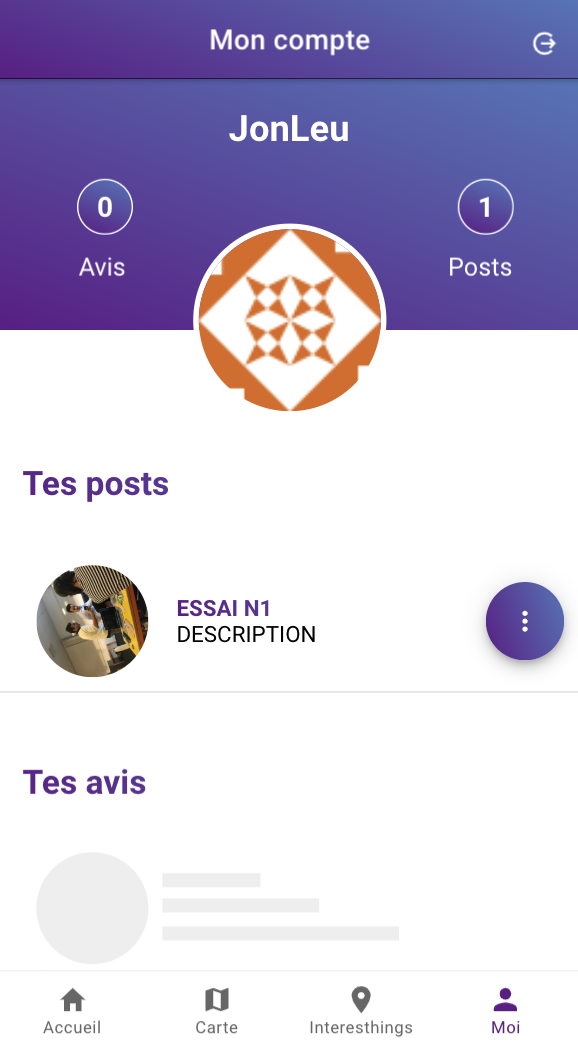 Mon compte
JonLeu
0
1
Avis
Posts
Tes posts
ESSAI N1
DESCRIPTION
Tes avis
Accueil
Carte
Interesthings
Moi